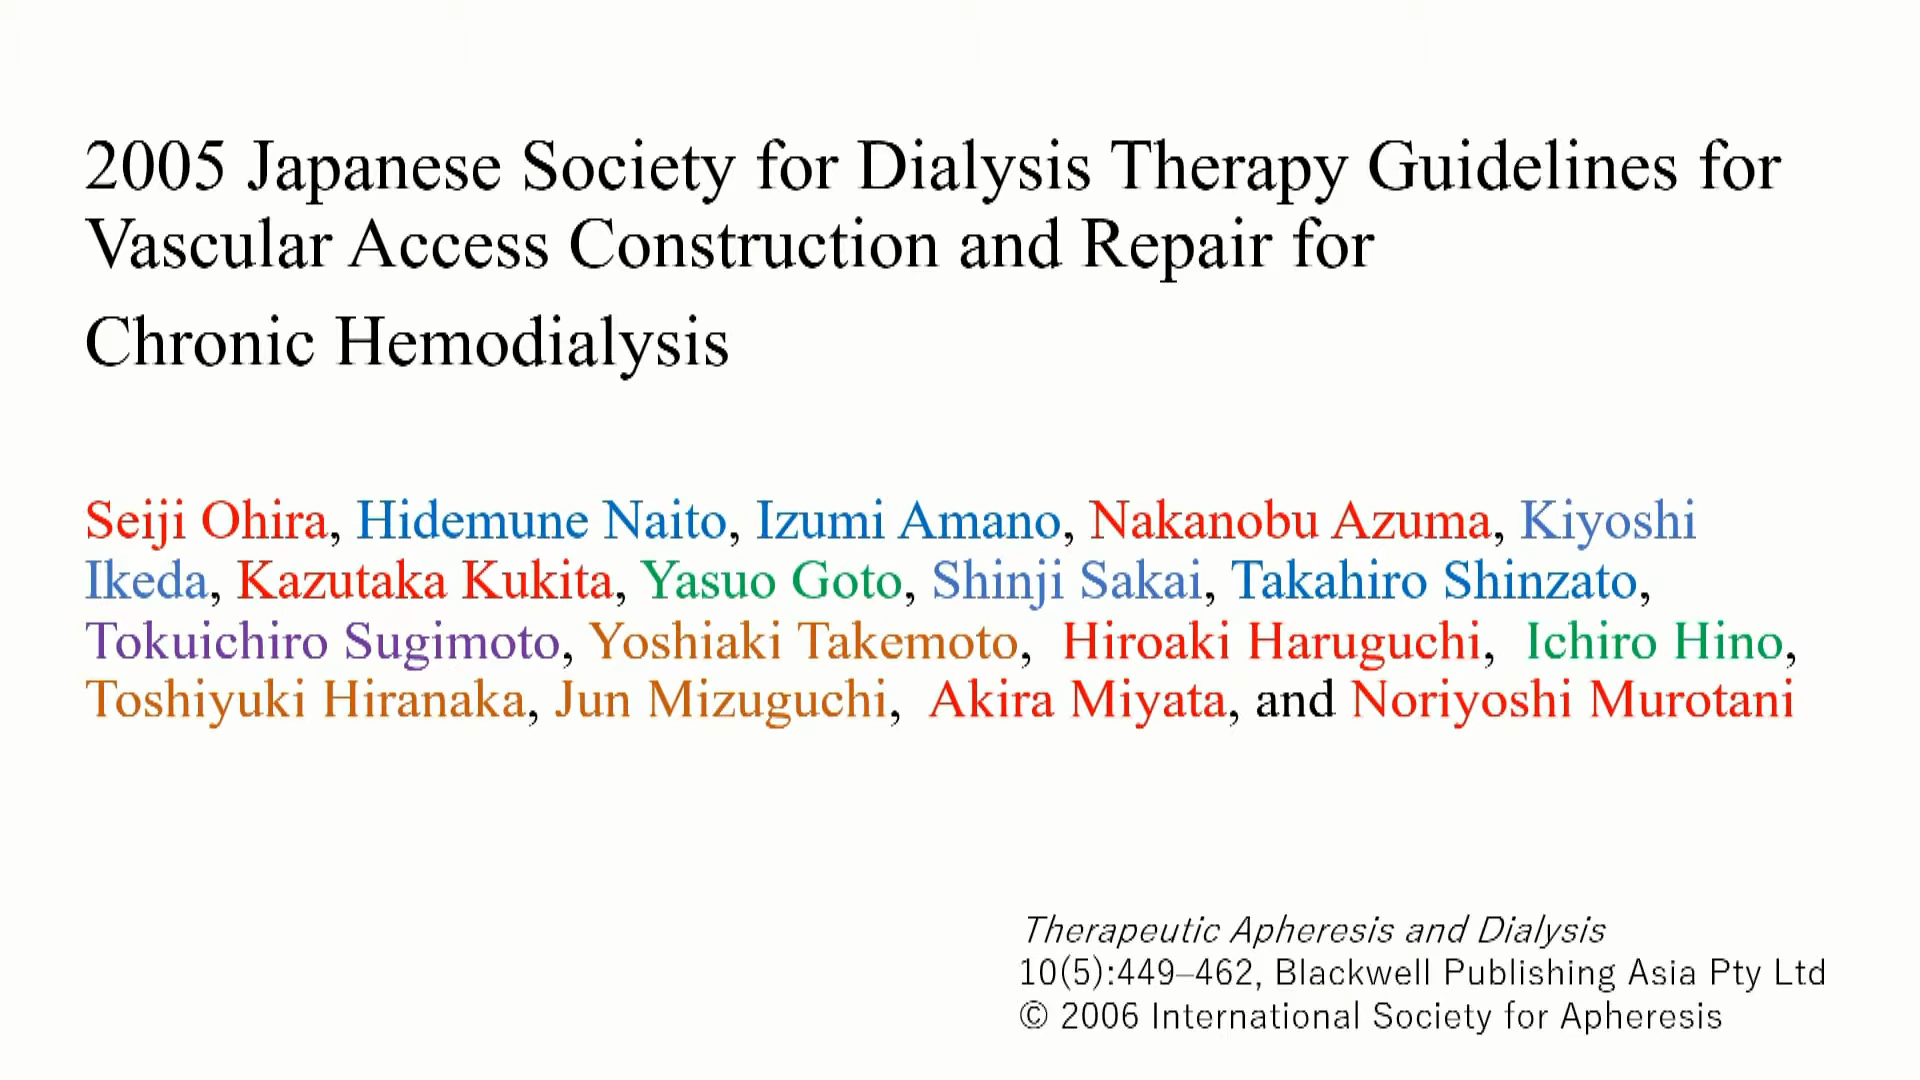 2005 Japanese Society for Dialysis Therapy Guidelines for
Vascular Access Construction and Repair for
Chronic Hemodialysis
Seiji Ohira, Hidemune Naito, Izumi Amano, Nakanobu Azuma, Kiyoshi
Ikeda, Kazutaka Kukita, Yasuo Goto, Shinji Sakai, Takahiro Shinzato,
Tokuichiro Sugimoto, Yoshiaki Takemoto, Hiroaki Haruguchi, Ichiro Hino,
Toshiyuki Hiranaka, Jun Mizuguchi, Akira Miyata, and Noriyoshi Murotani
Therapeutic Apheresis and Dialysis
10(5):449–462, Blackwell Publishing Asia Pty Ltd
© 2006 International Society for Apheresis